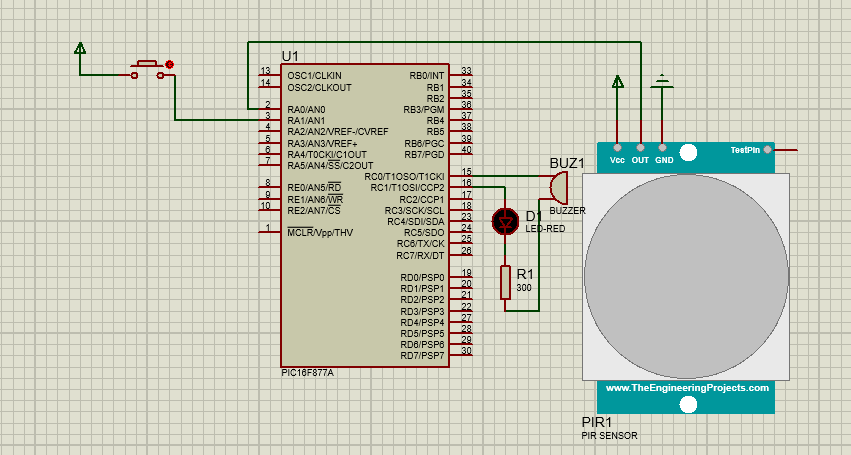 U1
13 OSC1/CLKIN RB0/INT 33
14 OSC2/CLKOUT RB1 34
RB2 35
2 RA0/AN0 RB3/PGM 36
3 RA1/AN1 RB4 37
4 RA2/AN2/VREF-/CVREF RB5 38
5 RA3/AN3/VREF+ RB6/PGC 39
6 RA4/T0CKI/C1OUT RB7/PGD 40
7 RA5/AN4/SS/C2OUT
RC0/T1OSO/T1CKI 15
8 RE0/AN5/RD RC1/T1OSI/CCP2 16
9 RE1/AN6/WR RC2/CCP1 17
10 RE2/AN7/CS RC3/SCK/SCL 18
RC4/SDI/SDA 23
1 MCLR/Vpp/THV RC5/SDO 24
RC6/TX/CK 25
RC7/RX/DT 26
RD0/PSP0 19
RD1/PSP1 20
RD2/PSP2 21
RD3/PSP3 22
RD4/PSP4 27
RD5/PSP5 28
RD6/PSP6 29
RD7/PSP7 30
PIC16F877A
BUZ1
BUZZER
D1
LED-RED
R1
300
TestPin
Vcc OUT GND
www.TheEngineeringProjects.com
PIR1
PIR SENSOR